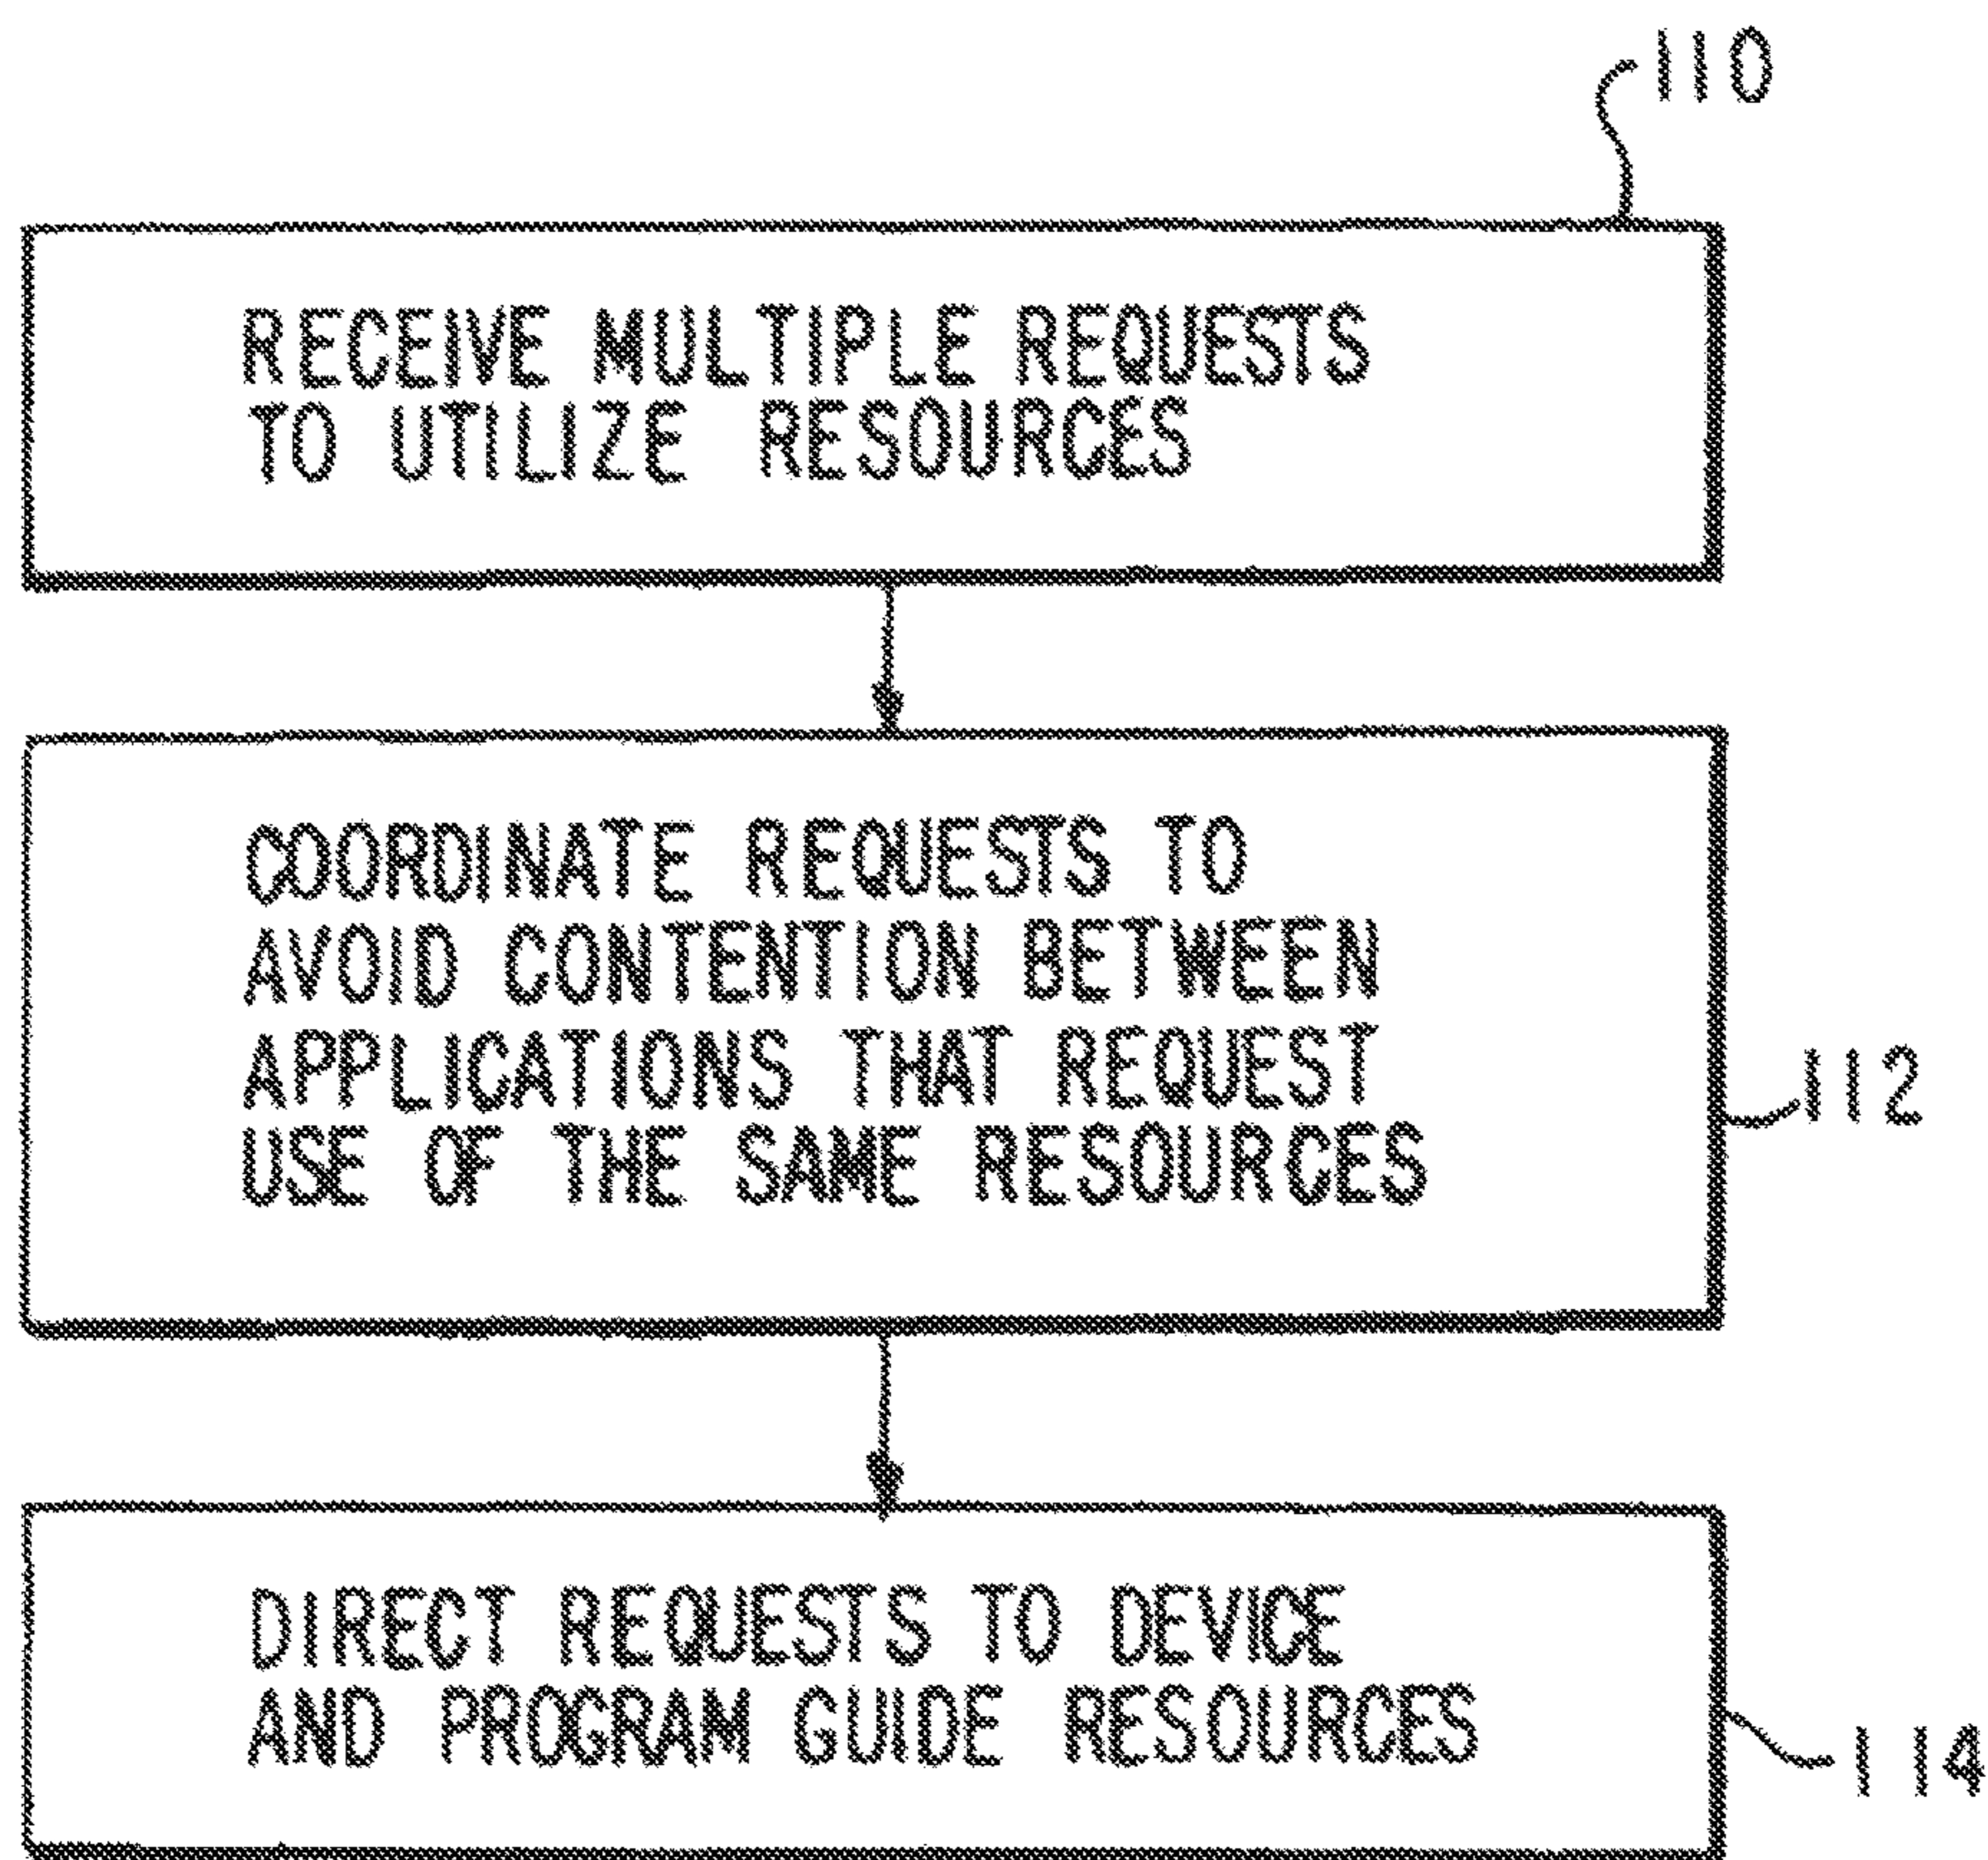 110
RECEIVE MULTIPLE REQUESTS
TO UTILIZE RESOURCES
COORDINATE REQUESTS TO
AVOID CONTENTION BETWEEN
APPLICATIONS THAT REQUEST
USE OF THE SAME RESOURCES
112
DIRECT REQUESTS TO DEVICE
AND PROGRAM GUIDE RESOURCES
114